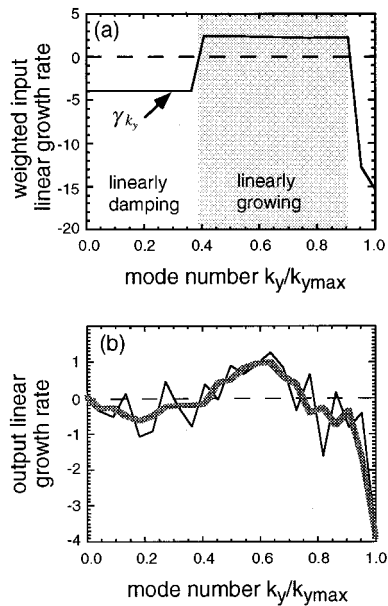 (a)
weighted input
linear growth rate
5
0
-5
-10
-15
-20
γky
linearly
damping
linearly
growing
0.0 0.2 0.4 0.6 0.8 1.0
mode number ky/kymax
(b)
output linear
growth rate
1
0
-1
-2
-3
-4
0.0 0.2 0.4 0.6 0.8 1.0
mode number ky/kymax